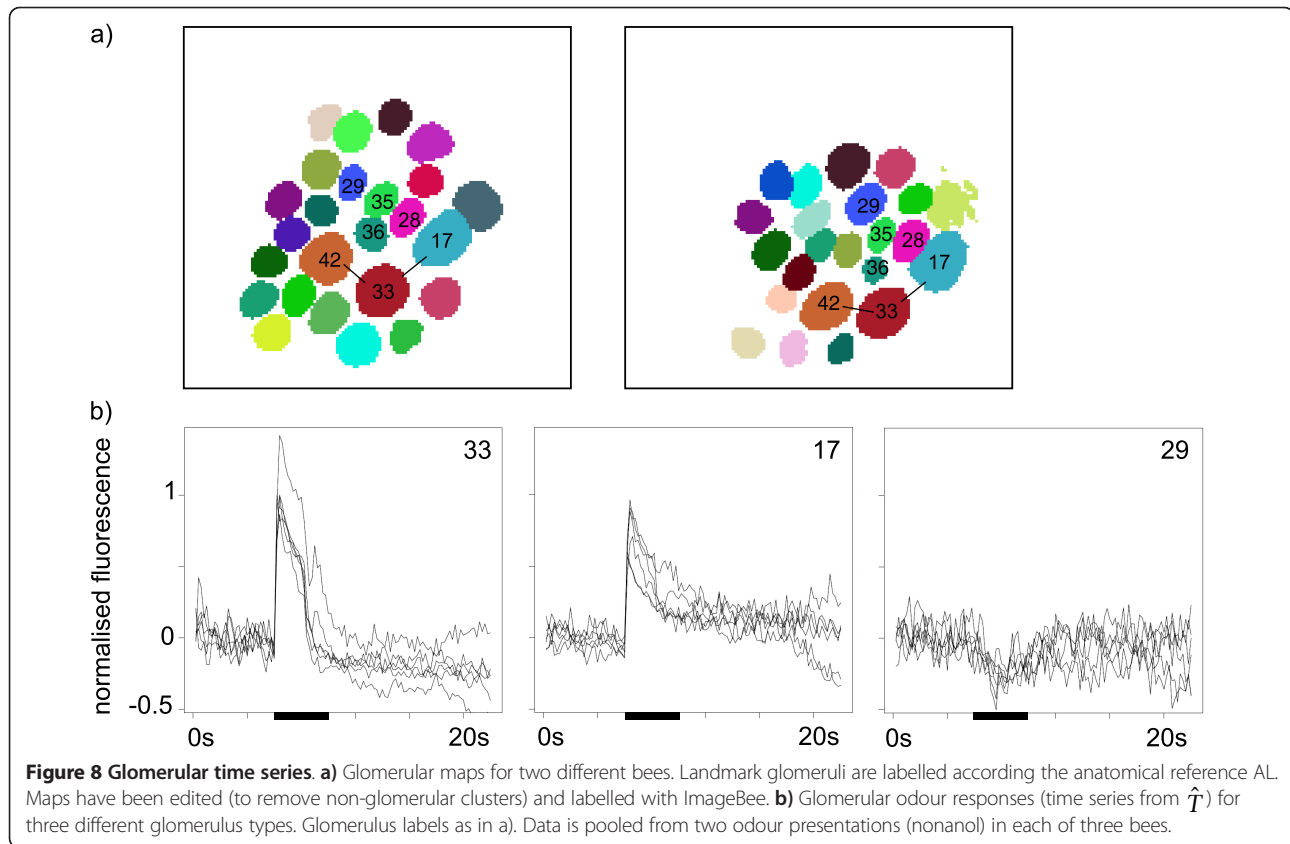 a)
29
35
28
36
17
42
33
29
35
28
36
17
42
33
b)
normalised fluorescence
1
0
-0.5
33
17
29
0s 20s
0s 20s
0s 20s
Figure 8 Glomerular time series. a) Glomerular maps for two different bees. Landmark glomeruli are labelled according the anatomical reference AL.
Maps have been edited (to remove non-glomerular clusters) and labelled with ImageBee. b) Glomerular odour responses (time series from T̂ ) for
three different glomerulus types. Glomerulus labels as in a). Data is pooled from two odour presentations (nonanol) in each of three bees.